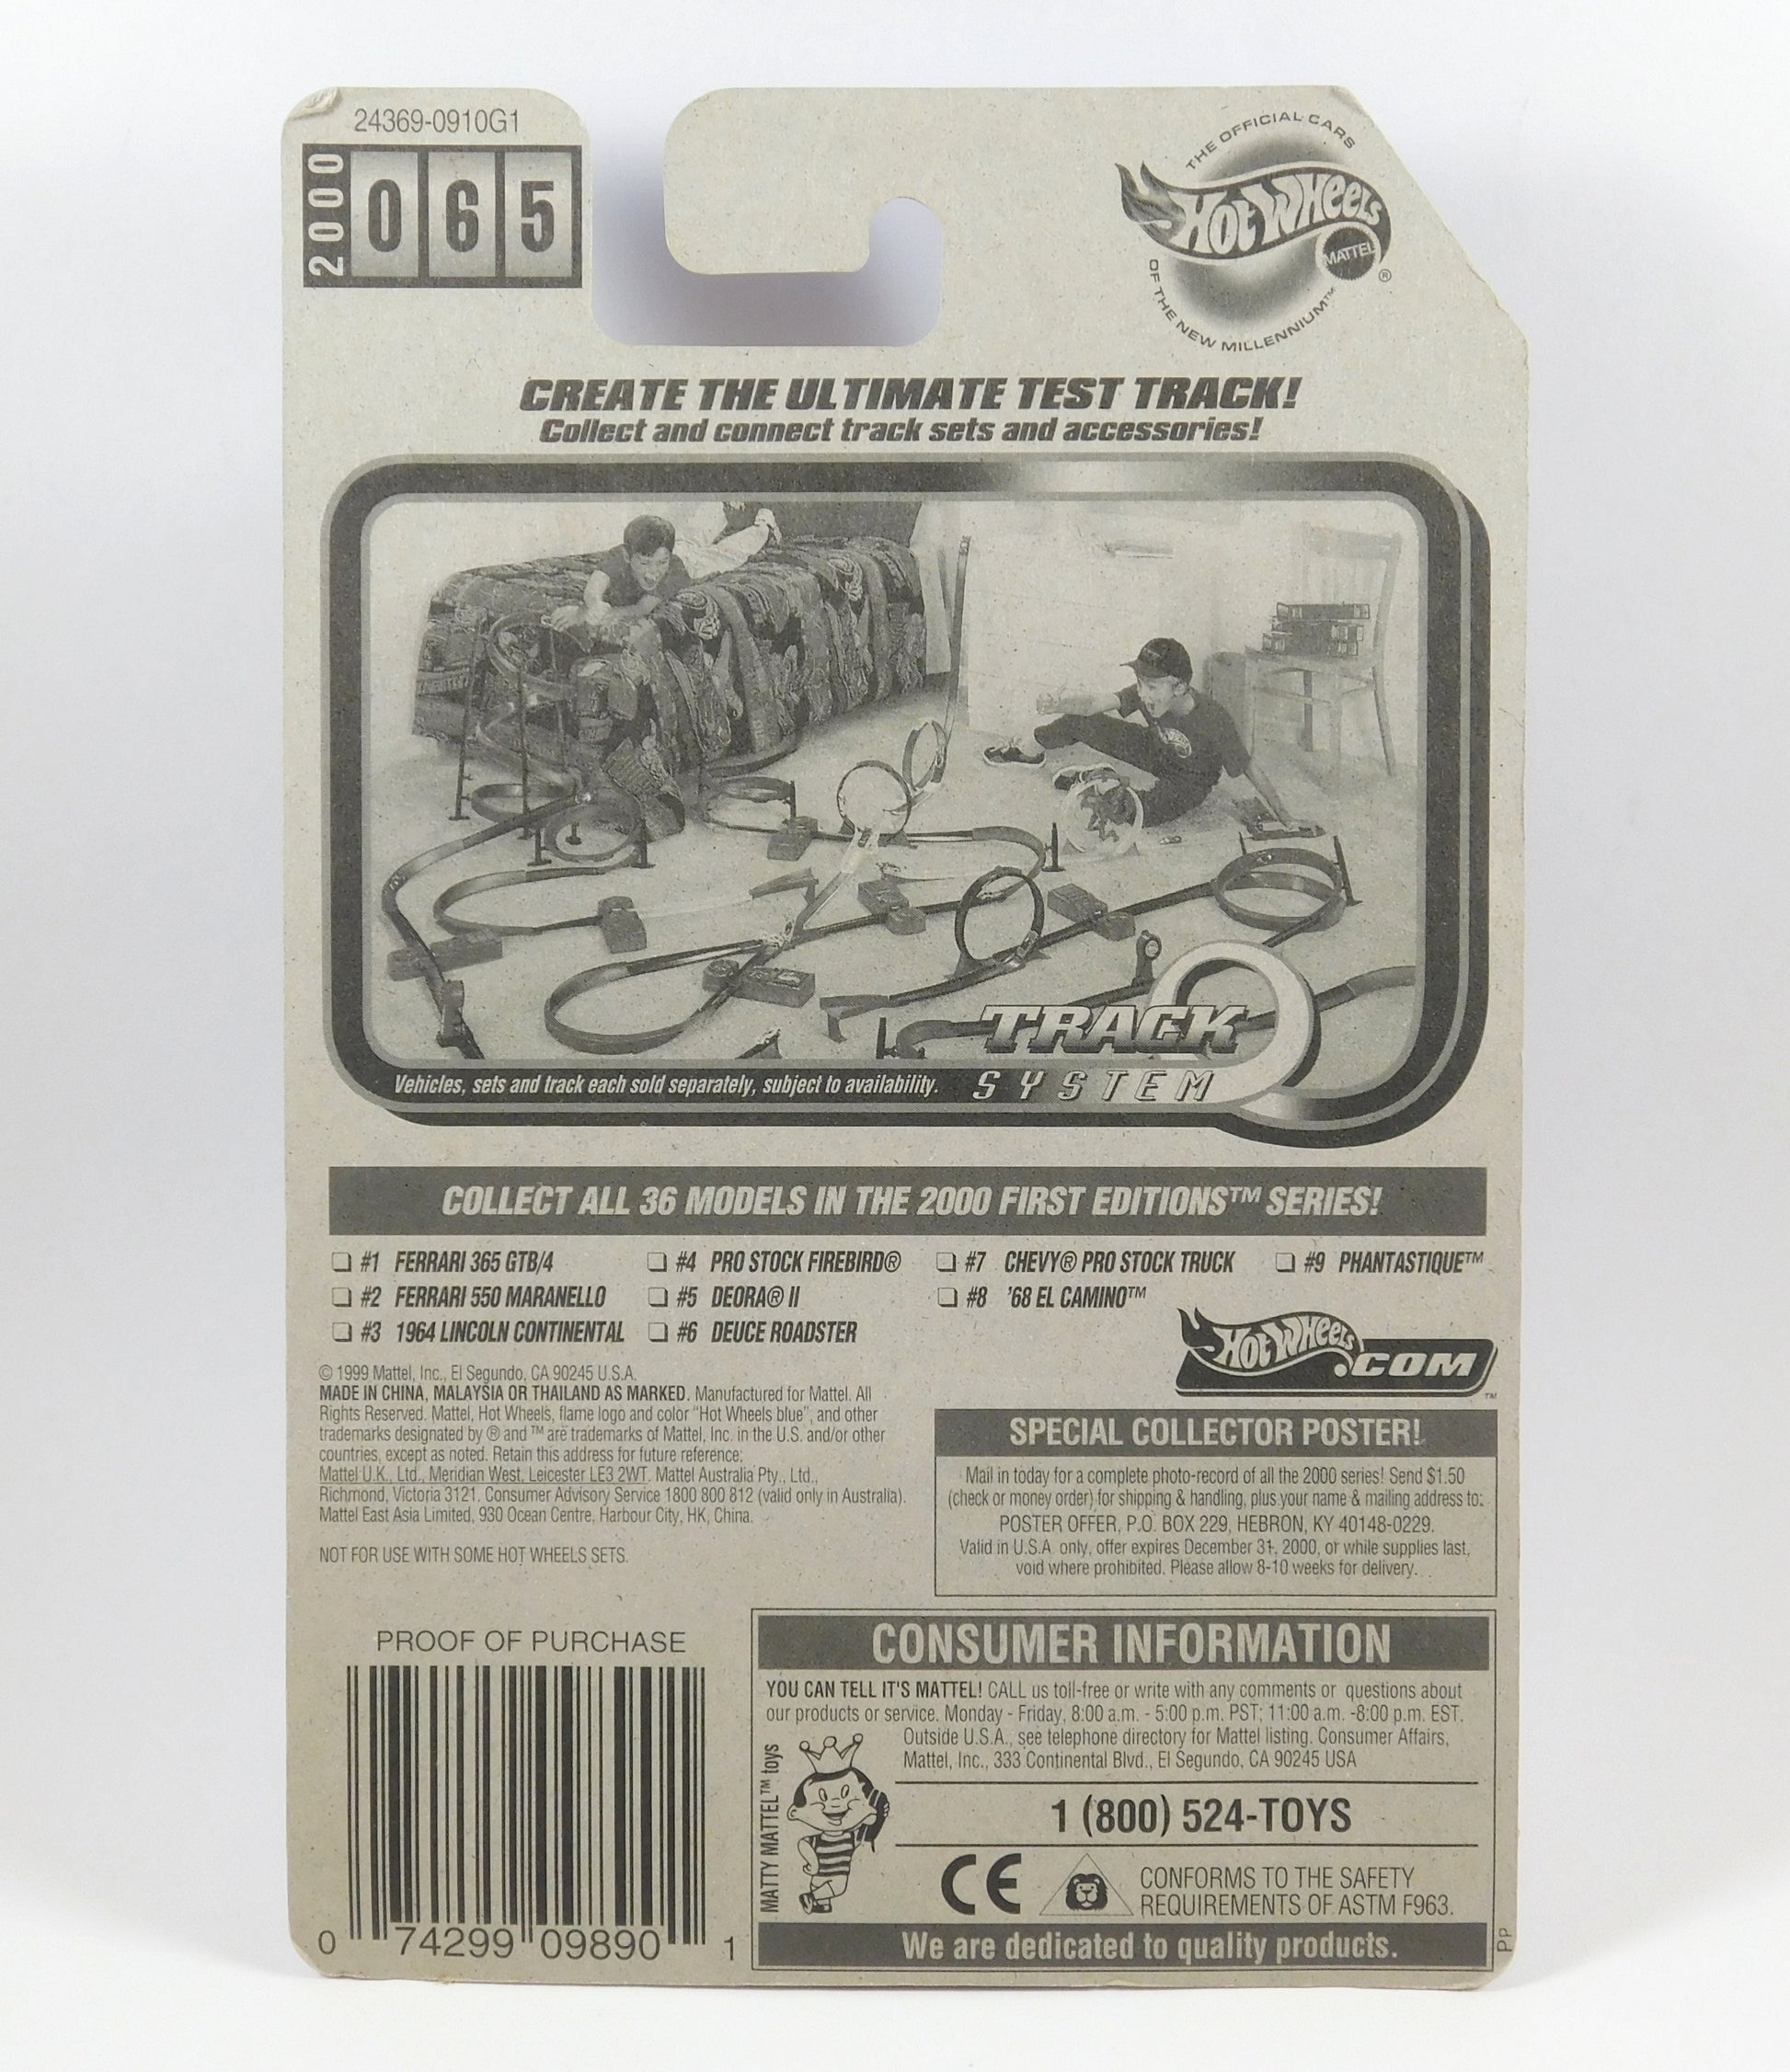 24369-0910G1
2000
065
THE OFFICIAL CARS
Hot Wheels
MATTEL
®
OF THE NEW MILLENNIUM™
CREATE THE ULTIMATE TEST TRACK!
Collect and connect track sets and accessories!
TRACK
SYSTEM
Vehicles, sets and track each sold separately, subject to availability.
COLLECT ALL 36 MODELS IN THE 2000 FIRST EDITIONS™ SERIES!
#1 FERRARI 365 GTB/4
#2 FERRARI 550 MARANELLO
#3 1964 LINCOLN CONTINENTAL
#4 PRO STOCK FIREBIRD®
#5 DEORA® II
#6 DEUCE ROADSTER
#7 CHEVY® PRO STOCK TRUCK
#8 '68 EL CAMINO™
#9 PHANTASTIQUE™
Hot Wheels.COM™
© 1999 Mattel, Inc., El Segundo, CA 90245 U.S.A.
MADE IN CHINA, MALAYSIA OR THAILAND AS MARKED. Manufactured for Mattel. All
Rights Reserved. Mattel, Hot Wheels, flame logo and color "Hot Wheels blue", and other
trademarks designated by ® and ™ are trademarks of Mattel, Inc. in the U.S. and/or other
countries, except as noted. Retain this address for future reference:
Mattel U.K., Ltd., Meridian West, Leicester LE3 2WT. Mattel Australia Pty., Ltd.,
Richmond, Victoria 3121. Consumer Advisory Service 1800 800 812 (valid only in Australia).
Mattel East Asia Limited, 930 Ocean Centre, Harbour City, HK, China.
NOT FOR USE WITH SOME HOT WHEELS SETS.
SPECIAL COLLECTOR POSTER!
Mail in today for a complete photo-record of all the 2000 series! Send $1.50
(check or money order) for shipping & handling, plus your name & mailing address to:
POSTER OFFER, P.O. BOX 229, HEBRON, KY 40148-0229.
Valid in U.S.A. only, offer expires December 31, 2000, or while supplies last,
void where prohibited. Please allow 8-10 weeks for delivery.
PROOF OF PURCHASE
0 74299 09890 1
CONSUMER INFORMATION
YOU CAN TELL IT'S MATTEL! CALL us toll-free or write with any comments or questions about
our products or service. Monday - Friday, 8:00 a.m. - 5:00 p.m. PST; 11:00 a.m. -8:00 p.m. EST.
Outside U.S.A., see telephone directory for Mattel listing. Consumer Affairs,
Mattel, Inc., 333 Continental Blvd., El Segundo, CA 90245 USA
MATTY MATTEL™ toys
1 (800) 524-TOYS
CE
CONFORMS TO THE SAFETY
REQUIREMENTS OF ASTM F963.
We are dedicated to quality products.
PP